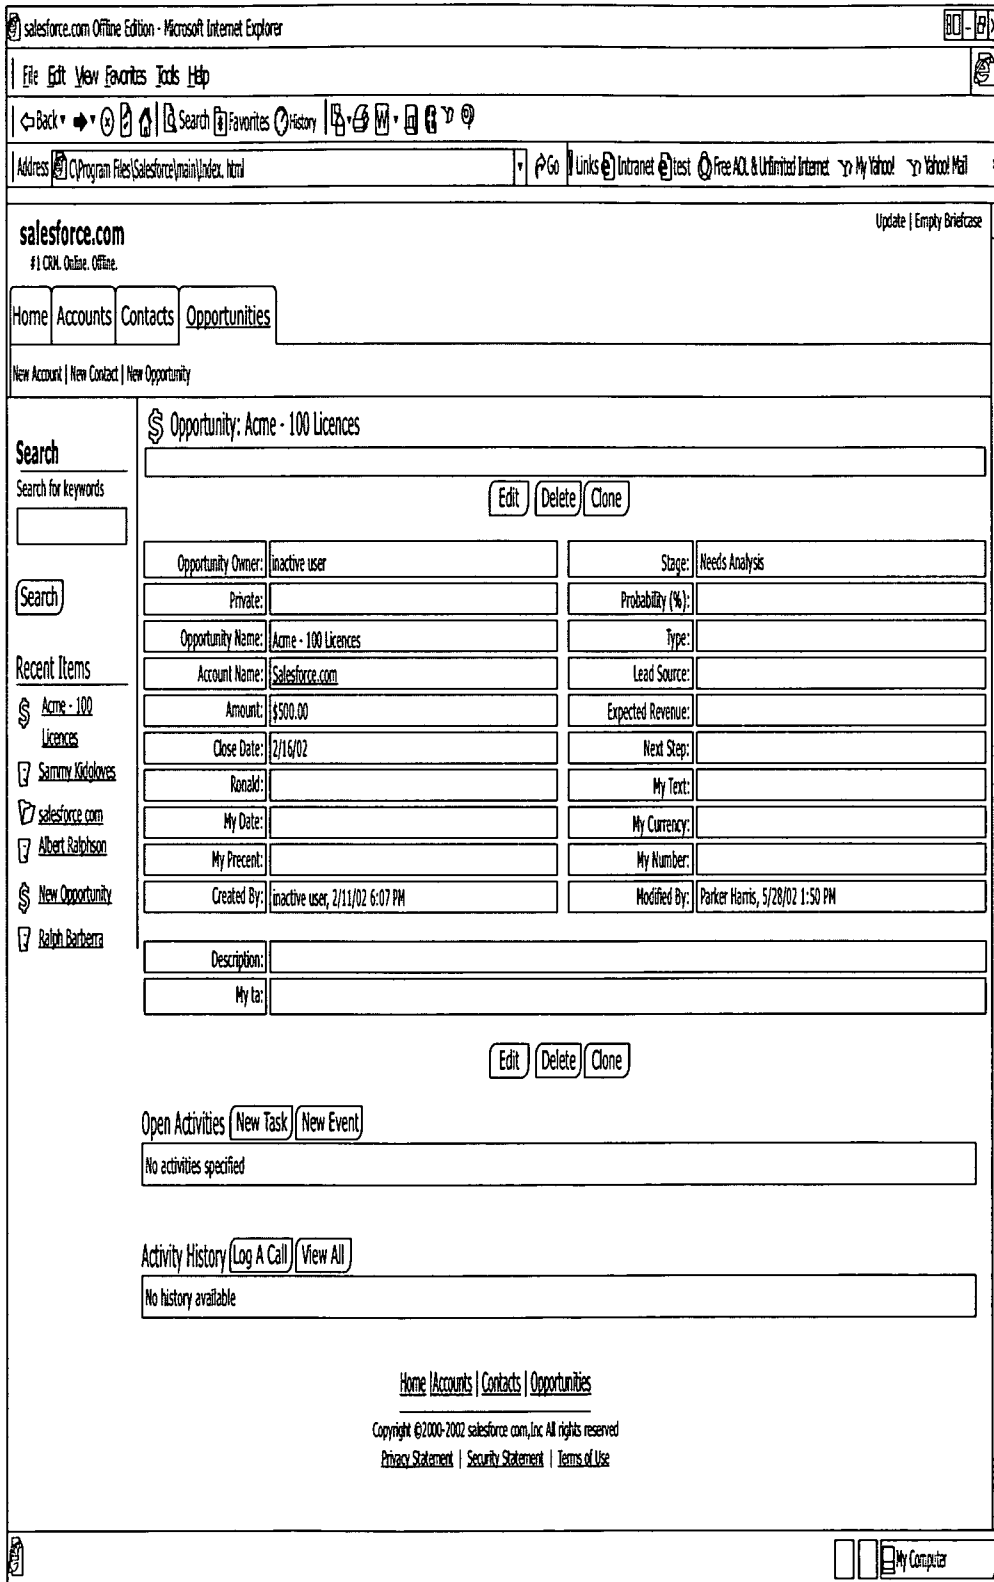 salesforce.com Offline Edition - Microsoft Internet Explorer
File Edit View Favorites Tools Help
Back Search Favorites History W
Address C:\Program Files\Salesforce\main\Index. html Go Links Intranet test Free AOL & Unlimited Internet My Yahoo! Yahoo! Mail
Update | Empty Briefcase
salesforce.com
#1 CRM. Online. Offline.
Home Accounts Contacts Opportunities
New Account | New Contact | New Opportunity
$ Opportunity: Acme - 100 Licences
Edit Delete Clone
Search
Search for keywords
Search
Recent Items
$ Acme - 100
Licences
Sammy Kidgloves
salesforce com
Albert Ralphson
$ New Opportunity
Ralph Barberra
Opportunity Owner: inactive user Stage: Needs Analysis
Private: Probability (%):
Opportunity Name: Acme - 100 Licences Type:
Account Name: Salesforce.com Lead Source:
Amount: $500.00 Expected Revenue:
Close Date: 2/16/02 Next Step:
Ronald: My Text:
My Date: My Currency:
My Precent: My Number:
Created By: inactive user, 2/11/02 6:07 PM Modified By: Parker Harris, 5/28/02 1:50 PM
Description:
My ta:
Edit Delete Clone
Open Activities New Task New Event
No activities specified
Activity History Log A Call View All
No history available
Home | Accounts | Contacts | Opportunities
Copyright ©2000-2002 salesforce com, Inc All rights reserved
Privacy Statement | Security Statement | Terms of Use
My Computer